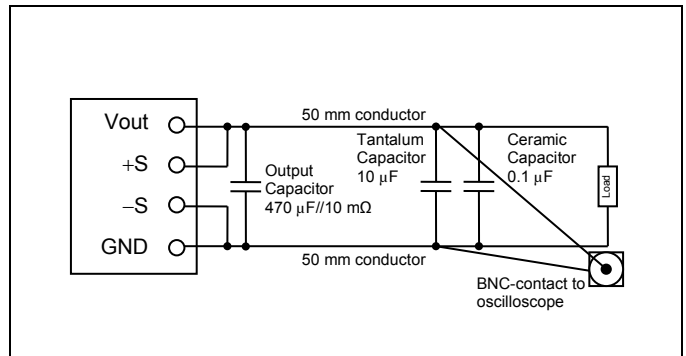 Vout
+S
−S
GND
50 mm conductor
Output
Capacitor
470 µF//10 mΩ
Tantalum
Capacitor
10 µF
Ceramic
Capacitor
0.1 µF
Load
50 mm conductor
BNC-contact to
oscilloscope